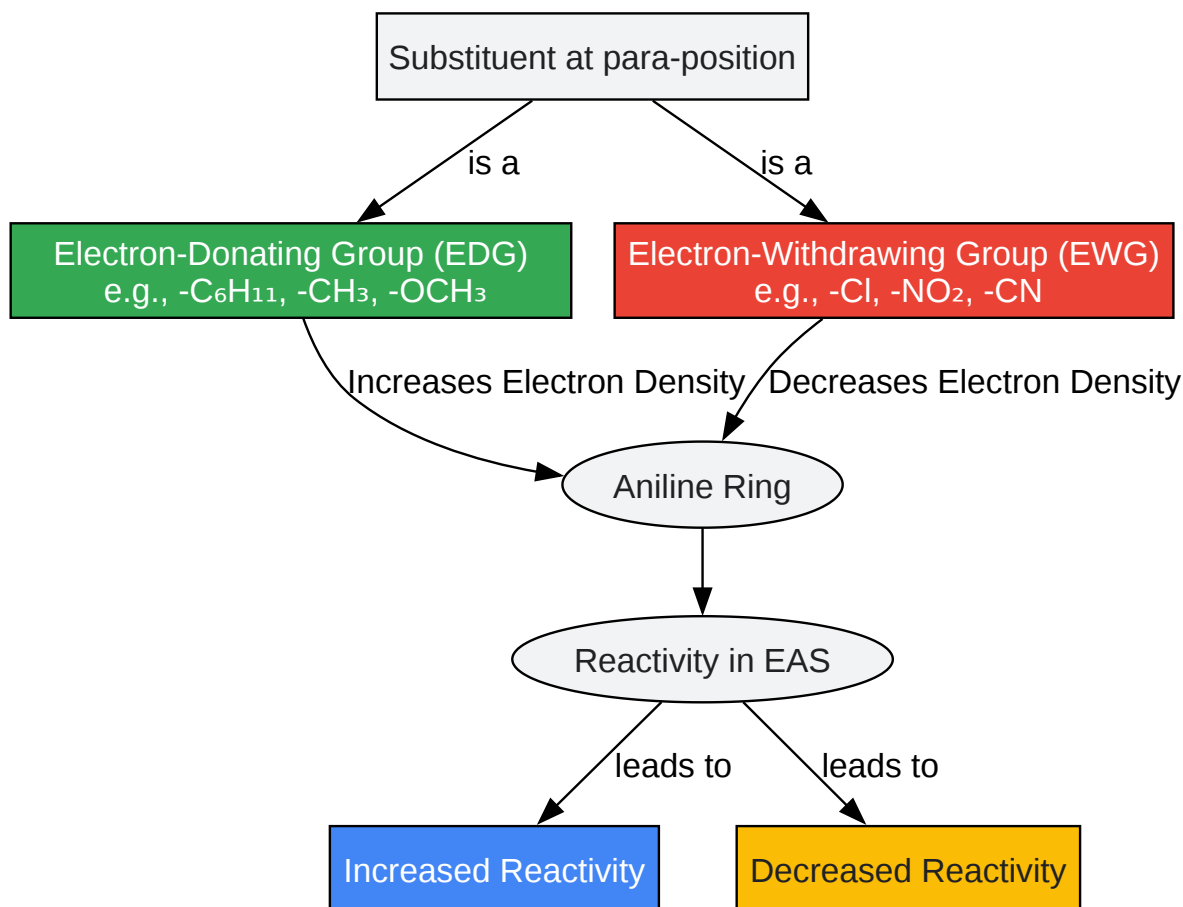 Substituent at para-position
is a
is a
Electron-Donating Group (EDG)
e.g., -C₆H₁₁, -CH₃, -OCH₃
Electron-Withdrawing Group (EWG)
e.g., -Cl, -NO₂, -CN
Increases Electron Density
Decreases Electron Density
Aniline Ring
Reactivity in EAS
leads to
leads to
Increased Reactivity
Decreased Reactivity